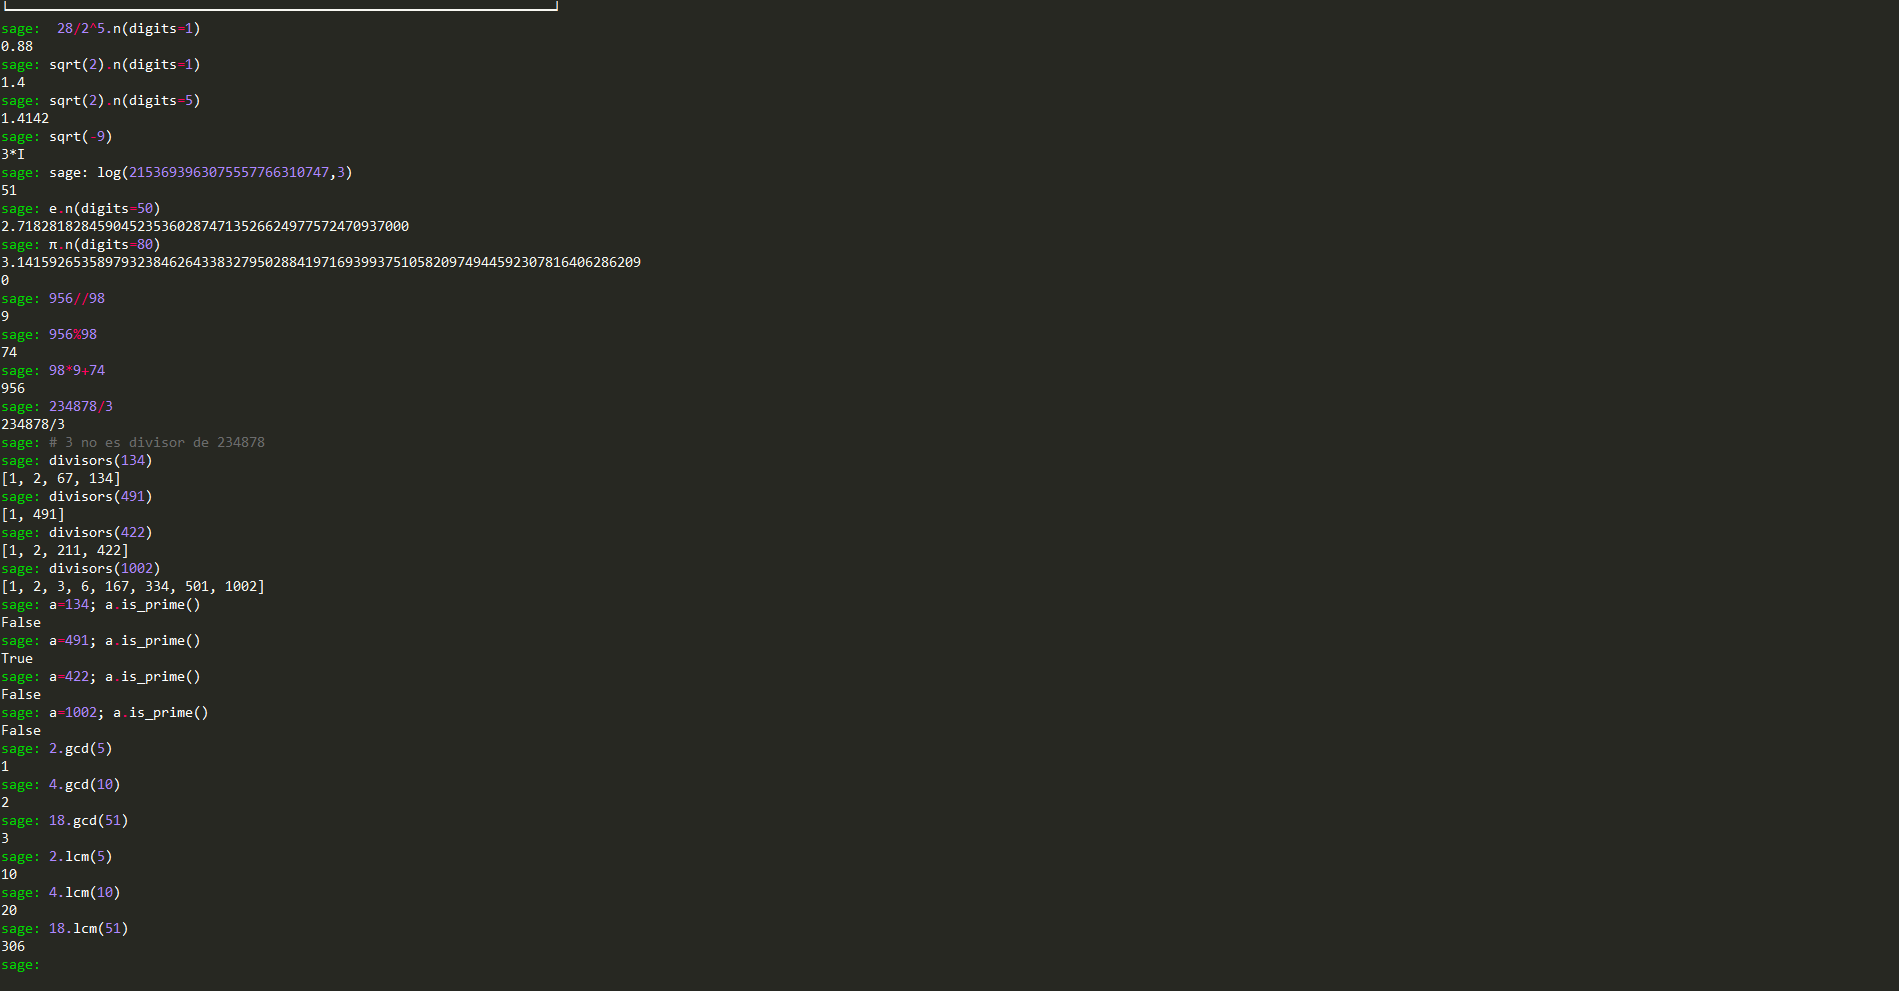 sage:  28/2^5.n(digits=1)
0.88
sage: sqrt(2).n(digits=1)
1.4
sage: sqrt(2).n(digits=5)
1.4142
sage: sqrt(-9)
3*I
sage: sage: log(2153693963075557766310747,3)
51
sage: e.n(digits=50)
2.7182818284590452353602874713526624977572470937000
sage: π.n(digits=80)
3.141592653589793238462643383279502884197169399375105820974944592307816406286209
0
sage: 956//98
9
sage: 956%98
74
sage: 98*9+74
956
sage: 234878/3
234878/3
sage: # 3 no es divisor de 234878
sage: divisors(134)
[1, 2, 67, 134]
sage: divisors(491)
[1, 491]
sage: divisors(422)
[1, 2, 211, 422]
sage: divisors(1002)
[1, 2, 3, 6, 167, 334, 501, 1002]
sage: a=134; a.is_prime()
False
sage: a=491; a.is_prime()
True
sage: a=422; a.is_prime()
False
sage: a=1002; a.is_prime()
False
sage: 2.gcd(5)
1
sage: 4.gcd(10)
2
sage: 18.gcd(51)
3
sage: 2.lcm(5)
10
sage: 4.lcm(10)
20
sage: 18.lcm(51)
306
sage: